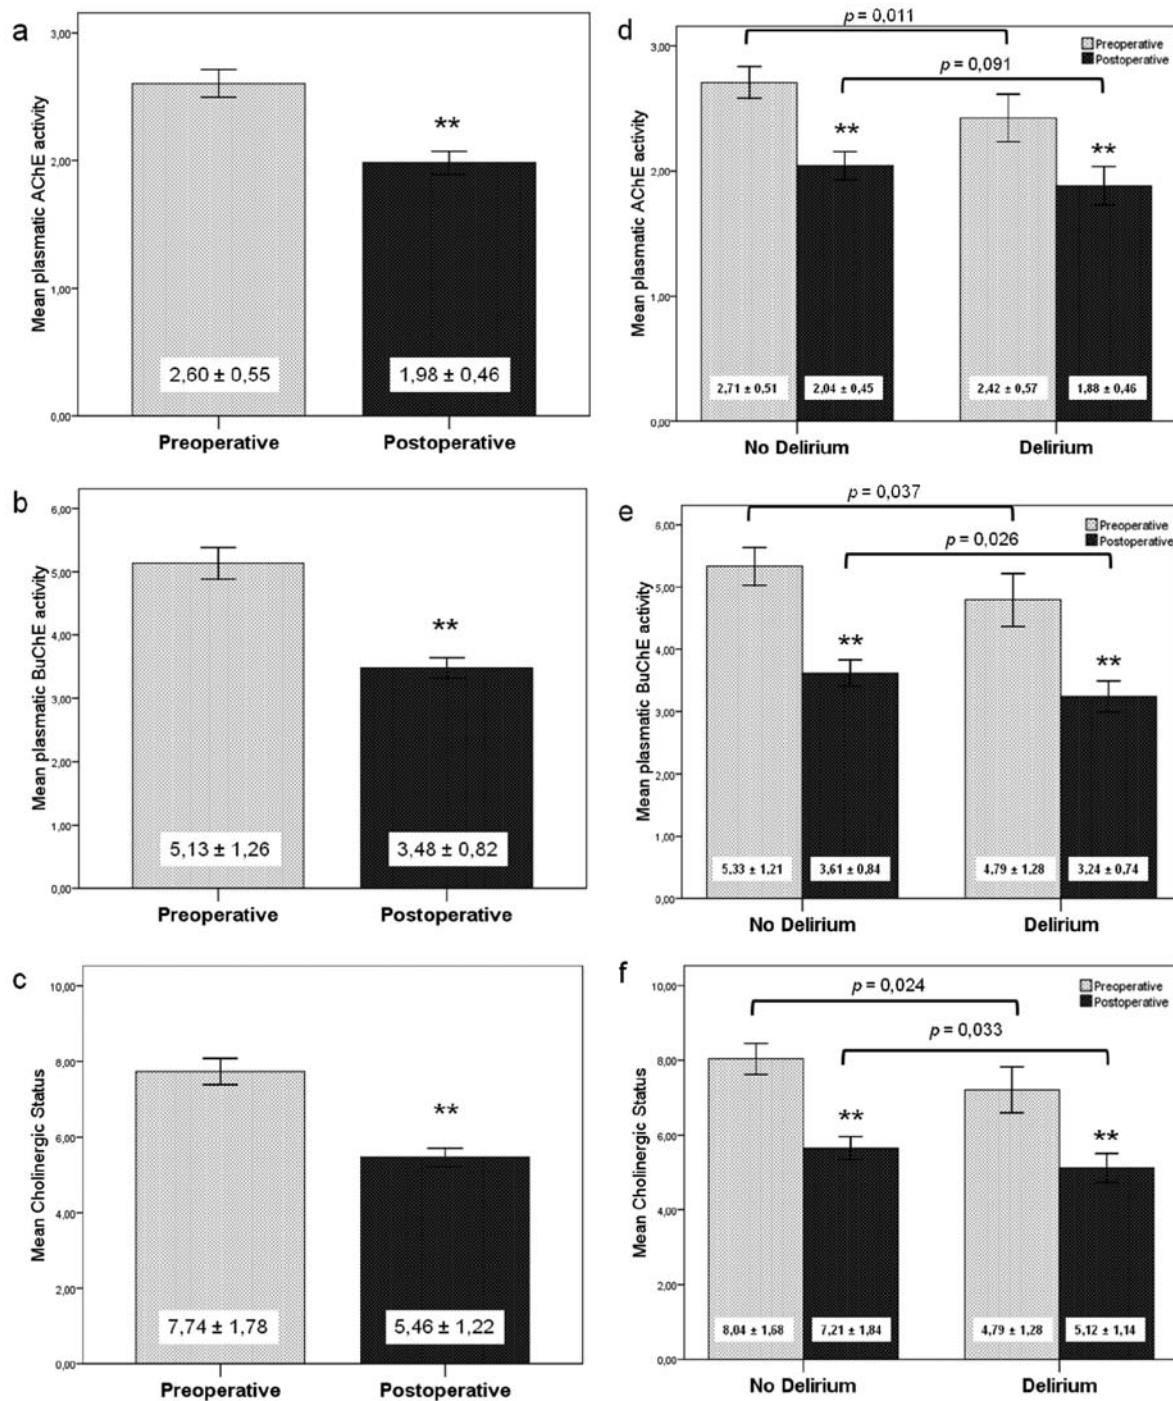 a
Mean plasmatic AChE activity
3,00
2,00
1,00
0,00
**
2,60 ± 0,55
1,98 ± 0,46
Preoperative
Postoperative
d
p = 0,011
Preoperative
Postoperative
p = 0,091
Mean plasmatic AChE activity
3,00
2,00
1,00
0,00
**
**
2,71 ± 0,51
2,04 ± 0,45
2,42 ± 0,57
1,88 ± 0,46
No Delirium
Delirium
b
Mean plasmatic BuChE activity
6,00
5,00
4,00
3,00
2,00
1,00
0,00
**
5,13 ± 1,26
3,48 ± 0,82
Preoperative
Postoperative
e
p = 0,037
Preoperative
Postoperative
p = 0,026
Mean plasmatic BuChE activity
6,00
5,00
4,00
3,00
2,00
1,00
0,00
**
**
5,33 ± 1,21
3,61 ± 0,84
4,79 ± 1,28
3,24 ± 0,74
No Delirium
Delirium
c
Mean Cholinergic Status
10,00
8,00
6,00
4,00
2,00
0,00
**
7,74 ± 1,78
5,46 ± 1,22
Preoperative
Postoperative
f
p = 0,024
Preoperative
Postoperative
p = 0,033
Mean Cholinergic Status
10,00
8,00
6,00
4,00
2,00
0,00
**
**
8,04 ± 1,68
7,21 ± 1,84
4,79 ± 1,28
5,12 ± 1,14
No Delirium
Delirium